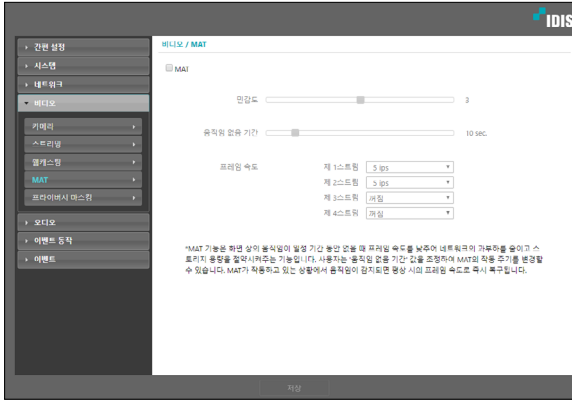 IDIS
비디오 / MAT
간편 설정
시스템
네트워크
비디오
카메라
스트리밍
웹캐스팅
MAT
프라이버시 마스킹
오디오
이벤트 동작
이벤트
MAT
민감도 3
움직임 없음 기간 10 sec.
프레임 속도 제 1스트림 5 ips
제 2스트림 5 ips
제 3스트림 꺼짐
제 4스트림 꺼짐
*MAT 기능은 화면 상의 움직임이 일정 기간 동안 없을 때 프레임 속도를 낮추어 네트워크의 과부하를 줄이고 스
토리지 용량을 절약시켜주는 기능입니다. 사용자는 '움직임 없음 기간' 값을 조정하여 MAT의 작동 주기를 변경할
수 있습니다. MAT가 작동하고 있는 상황에서 움직임이 감지되면 평상 시의 프레임 속도로 즉시 복구됩니다.
저장